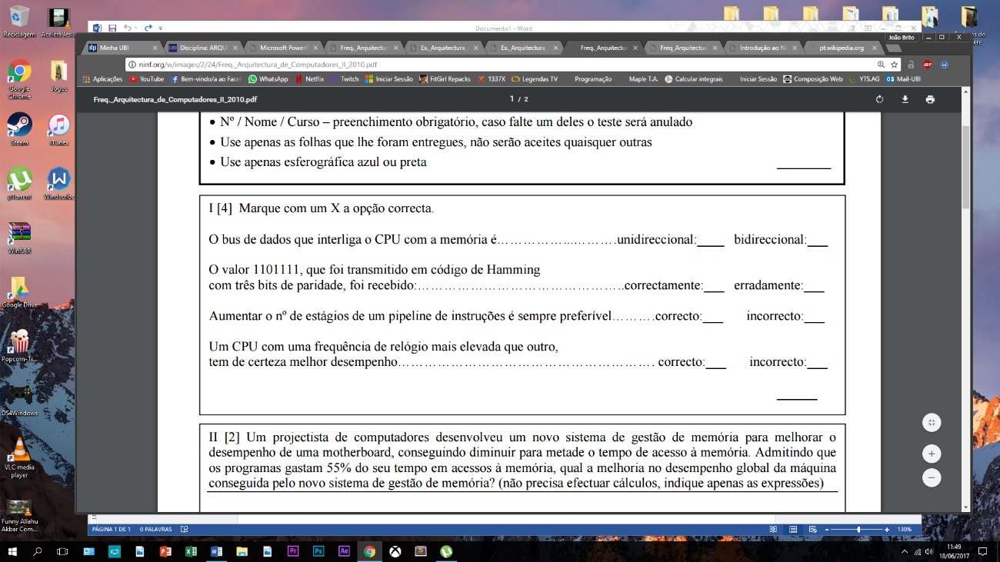 Documento1 - Word
João Brito
Minha UBI
Disciplina: ARQUI
Microsoft PowerP
Freq._Arquitectur
Ex._Arquitectura_
Ex._Arquitectura_
Freq._Arquitectur
Freq_Arquitectura
Introdução ao NA
pt.wikipedia.org
ninf.org/w/images/2/24/Freq._Arquitectura_de_Computadores_II_2010.pdf
Aplicações
YouTube
Bem-vindo/a ao Facel
WhatsApp
Netflix
Twitch
Iniciar Sessão
FitGirl Repacks
1337X
Legendas TV
Programação
Maple T.A.
Calcular integrais
Iniciar Sessão
Composição Web
YTS.AG
Mail-UBI
Freq._Arquitectura_de_Computadores_II_2010.pdf
1 / 2
• Nº / Nome / Curso – preenchimento obrigatório, caso falte um deles o teste será anulado
• Use apenas as folhas que lhe foram entregues, não serão aceites quaisquer outras
• Use apenas esferográfica azul ou preta ________
I [4] Marque com um X a opção correcta.
O bus de dados que interliga o CPU com a memória é……………...……….unidireccional:____ bidireccional:___
O valor 1101111, que foi transmitido em código de Hamming
com três bits de paridade, foi recebido:………………………………………..correctamente:___ erradamente:___
Aumentar o nº de estágios de um pipeline de instruções é sempre preferível……….correcto:___ incorrecto:___
Um CPU com uma frequência de relógio mais elevada que outro,
tem de certeza melhor desempenho…………………………………………………. correcto:___ incorrecto:___
______
II [2] Um projectista de computadores desenvolveu um novo sistema de gestão de memória para melhorar o
desempenho de uma motherboard, conseguindo diminuir para metade o tempo de acesso à memória. Admitindo que
os programas gastam 55% do seu tempo em acessos à memória, qual a melhoria no desempenho global da máquina
conseguida pelo novo sistema de gestão de memória? (não precisa efectuar cálculos, indique apenas as expressões)
Reciclagem
Acelera Jesu
Google
Chrome
Jogos
Steam
iTunes
µTorrent
Windscribe
WinRAR
Google Drive
Popcorn-Ti...
DS4Windows
VLC media
player
Funny Allahu
Akbar Com...
PÁGINA 1 DE 1
0 PALAVRAS
130%
11:49
18/06/2017